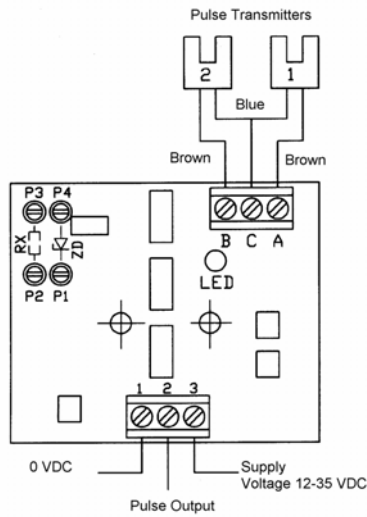 Pulse Transmitters
2 1
Blue
Brown Brown
P3 P4
RX ZD
P2 P1
B C A
LED
1 2 3
0 VDC
Supply
Voltage 12-35 VDC
Pulse Output